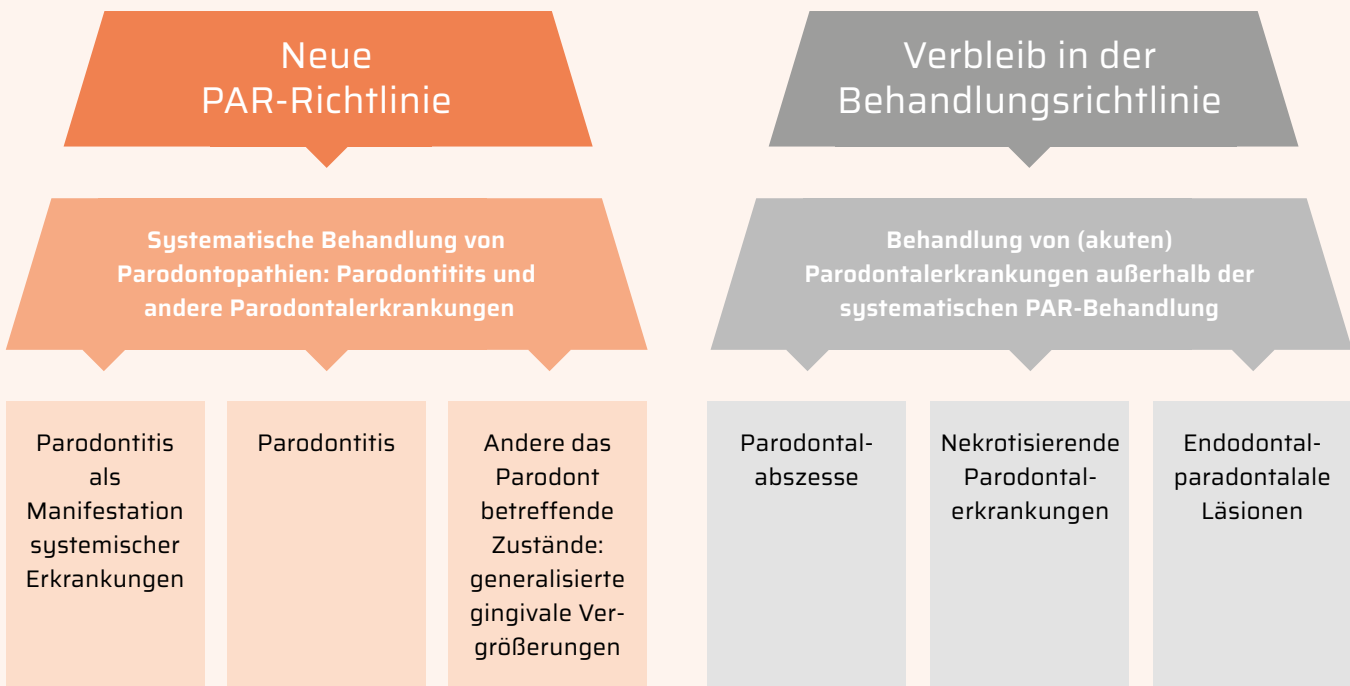 Neue
PAR-Richtlinie
Systematische Behandlung von
Parodontopathien: Parodontitits und
andere Parodontalerkrankungen
Parodontitis
als
Manifestation
systemischer
Erkrankungen
Parodontitis
Andere das
Parodont
betreffende
Zustände:
generalisierte
gingivale Ver-
größerungen
Verbleib in der
Behandlungsrichtlinie
Behandlung von (akuten)
Parodontalerkrankungen außerhalb der
systematischen PAR-Behandlung
Parodontal-
abszesse
Nekrotisierende
Parodontal-
erkrankungen
Endodontal-
paradontalale
Läsionen